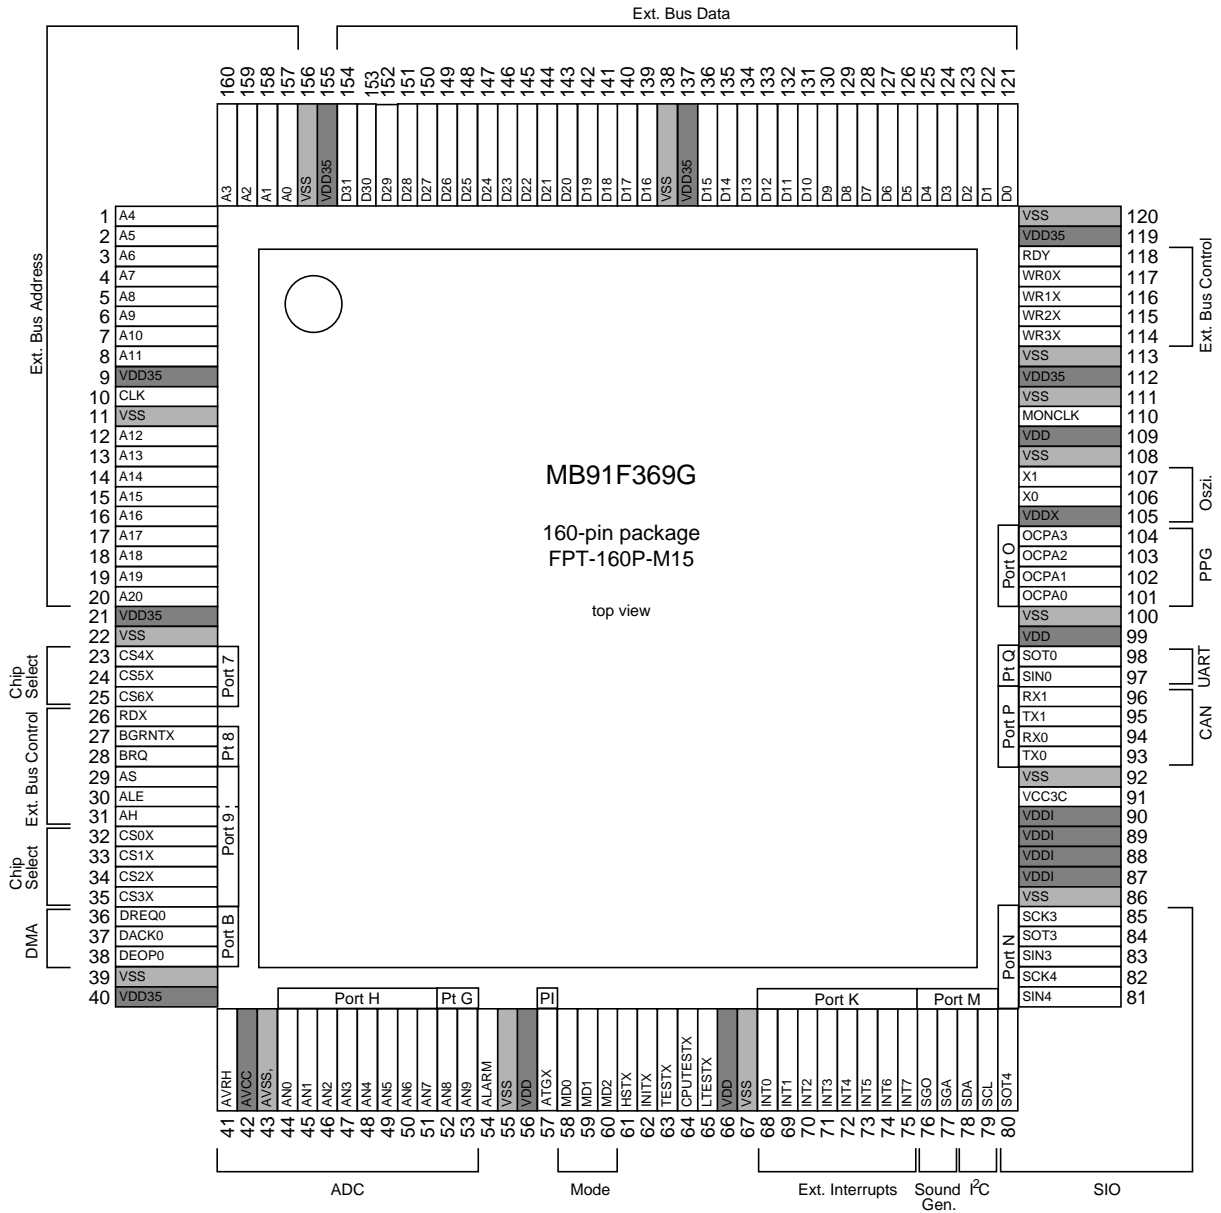 Ext. Bus Data
160 159 158 157 156 155 154 153 152 151 150 149 148 147 146 145 144 143 142 141 140 139 138 137 136 135 134 133 132 131 130 129 128 127 126 125 124 123 122 121
A3 A2 A1 A0 VSS VDD35 D31 D30 D29 D28 D27 D26 D25 D24 D23 D22 D21 D20 D19 D18 D17 D16 VSS VDD35 D15 D14 D13 D12 D11 D10 D9 D8 D7 D6 D5 D4 D3 D2 D1 D0
Ext. Bus Address
1 A4
2 A5
3 A6
4 A7
5 A8
6 A9
7 A10
8 A11
9 VDD35
10 CLK
11 VSS
12 A12
13 A13
14 A14
15 A15
16 A16
17 A17
18 A18
19 A19
20 A20
21 VDD35
22 VSS
Chip Select
23 CS4X
24 CS5X
25 CS6X
Port 7
Ext. Bus Control
26 RDX
27 BGRNTX
28 BRQ
Pt 8
29 AS
30 ALE
31 AH
Port 9
Chip Select
32 CS0X
33 CS1X
34 CS2X
35 CS3X
DMA
36 DREQ0
37 DACK0
38 DEOP0
Port B
39 VSS
40 VDD35
MB91F369G
160-pin package
FPT-160P-M15
top view
VSS 120
VDD35 119
RDY 118
WR0X 117
WR1X 116
WR2X 115
WR3X 114
Ext. Bus Control
VSS 113
VDD35 112
VSS 111
MONCLK 110
VDD 109
VSS 108
X1 107
X0 106
VDDX 105
Oszi.
Port O
OCPA3 104
OCPA2 103
OCPA1 102
OCPA0 101
PPG
VSS 100
VDD 99
Pt Q
SOT0 98
SIN0 97
UART
Port P
RX1 96
TX1 95
RX0 94
TX0 93
CAN
VSS 92
VCC3C 91
VDDI 90
VDDI 89
VDDI 88
VDDI 87
VSS 86
Port N
SCK3 85
SOT3 84
SIN3 83
SCK4 82
SIN4 81
Port H Pt G PI Port K Port M
AVRH AVCC AVSS, AN0 AN1 AN2 AN3 AN4 AN5 AN6 AN7 AN8 AN9 ALARM VSS VDD ATGX MD0 MD1 MD2 HSTX INITX TESTX CPUTESTX LTESTX VDD VSS INT0 INT1 INT2 INT3 INT4 INT5 INT6 INT7 SGO SGA SDA SCL SOT4
41 42 43 44 45 46 47 48 49 50 51 52 53 54 55 56 57 58 59 60 61 62 63 64 65 66 67 68 69 70 71 72 73 74 75 76 77 78 79 80
ADC Mode Ext. Interrupts Sound Gen. I2C SIO